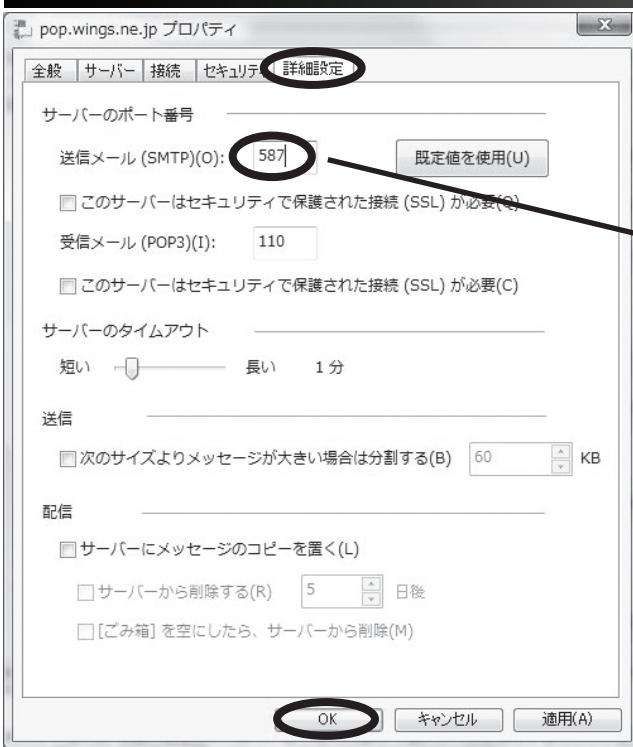 pop.wings.ne.jp プロパティ
全般 サーバー 接続 セキュリティ 詳細設定
サーバーのポート番号
送信メール (SMTP)(O): 587 既定値を使用(U)
このサーバーはセキュリティで保護された接続 (SSL) が必要(Q)
受信メール (POP3)(I): 110
このサーバーはセキュリティで保護された接続 (SSL) が必要(C)
サーバーのタイムアウト
短い 長い 1 分
送信
次のサイズよりメッセージが大きい場合は分割する(B) 60 KB
配信
サーバーにメッセージのコピーを置く(L)
サーバーから削除する(R) 5 日後
[ごみ箱] を空にしたら、サーバーから削除(M)
OK キャンセル 適用(A)